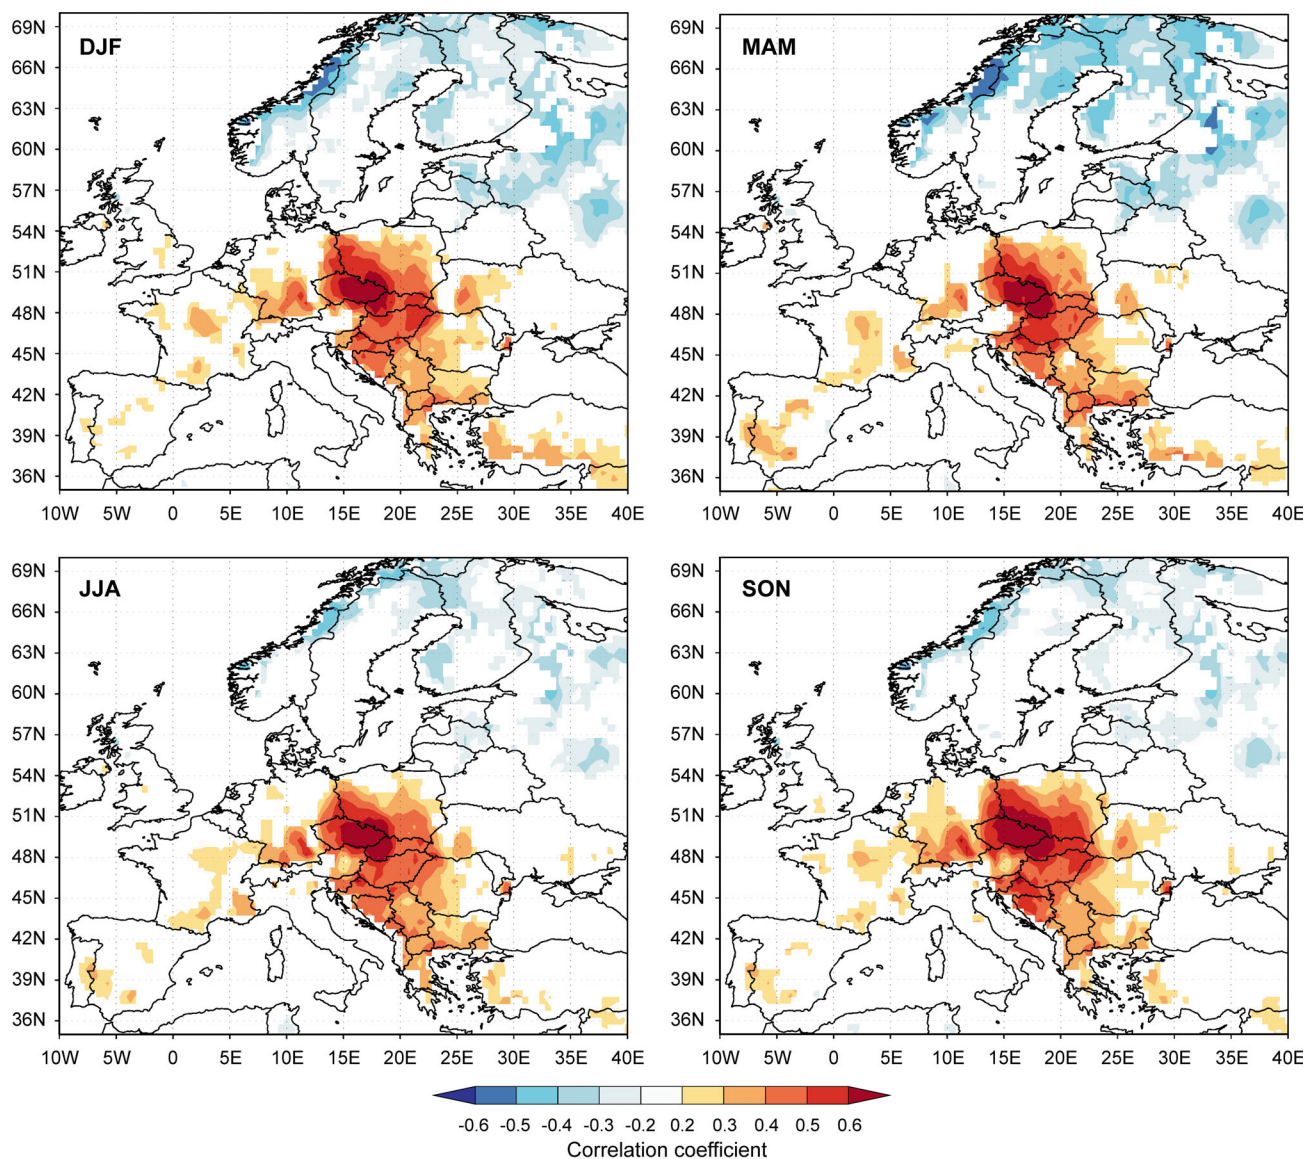 DJF
69N
66N
63N
60N
57N
54N
51N
48N
45N
42N
39N
36N
10W 5W 0 5E 10E 15E 20E 25E 30E 35E 40E
MAM
69N
66N
63N
60N
57N
54N
51N
48N
45N
42N
39N
36N
10W 5W 0 5E 10E 15E 20E 25E 30E 35E 40E
JJA
69N
66N
63N
60N
57N
54N
51N
48N
45N
42N
39N
36N
10W 5W 0 5E 10E 15E 20E 25E 30E 35E 40E
SON
69N
66N
63N
60N
57N
54N
51N
48N
45N
42N
39N
36N
10W 5W 0 5E 10E 15E 20E 25E 30E 35E 40E
-0.6 -0.5 -0.4 -0.3 -0.2 0.2 0.3 0.4 0.5 0.6
Correlation coefficient